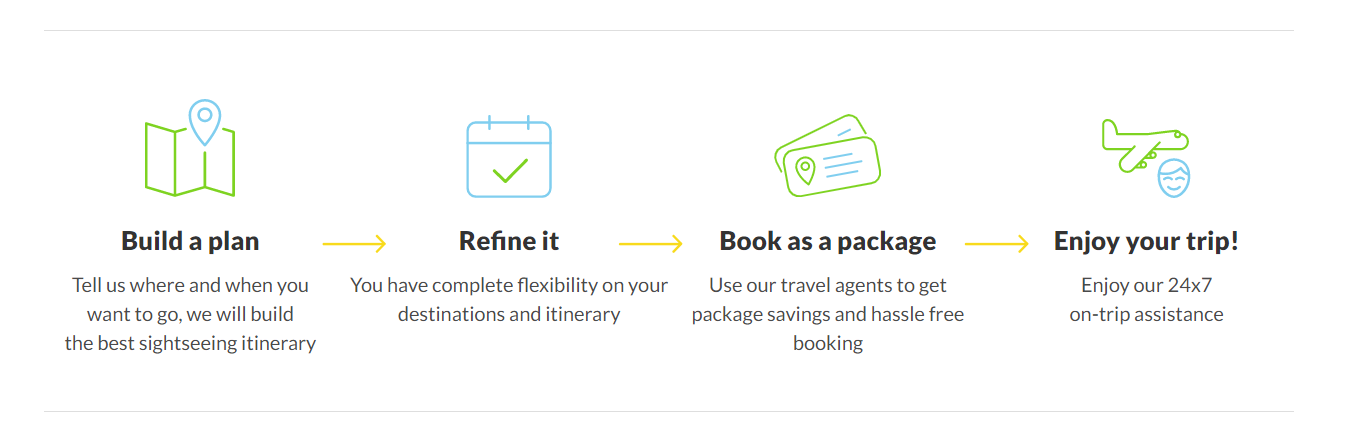 Build a plan
Tell us where and when you
want to go, we will build
the best sightseeing itinerary
Refine it
You have complete flexibility on your
destinations and itinerary
Book as a package
Use our travel agents to get
package savings and hassle free
booking
Enjoy your trip!
Enjoy our 24x7
on-trip assistance